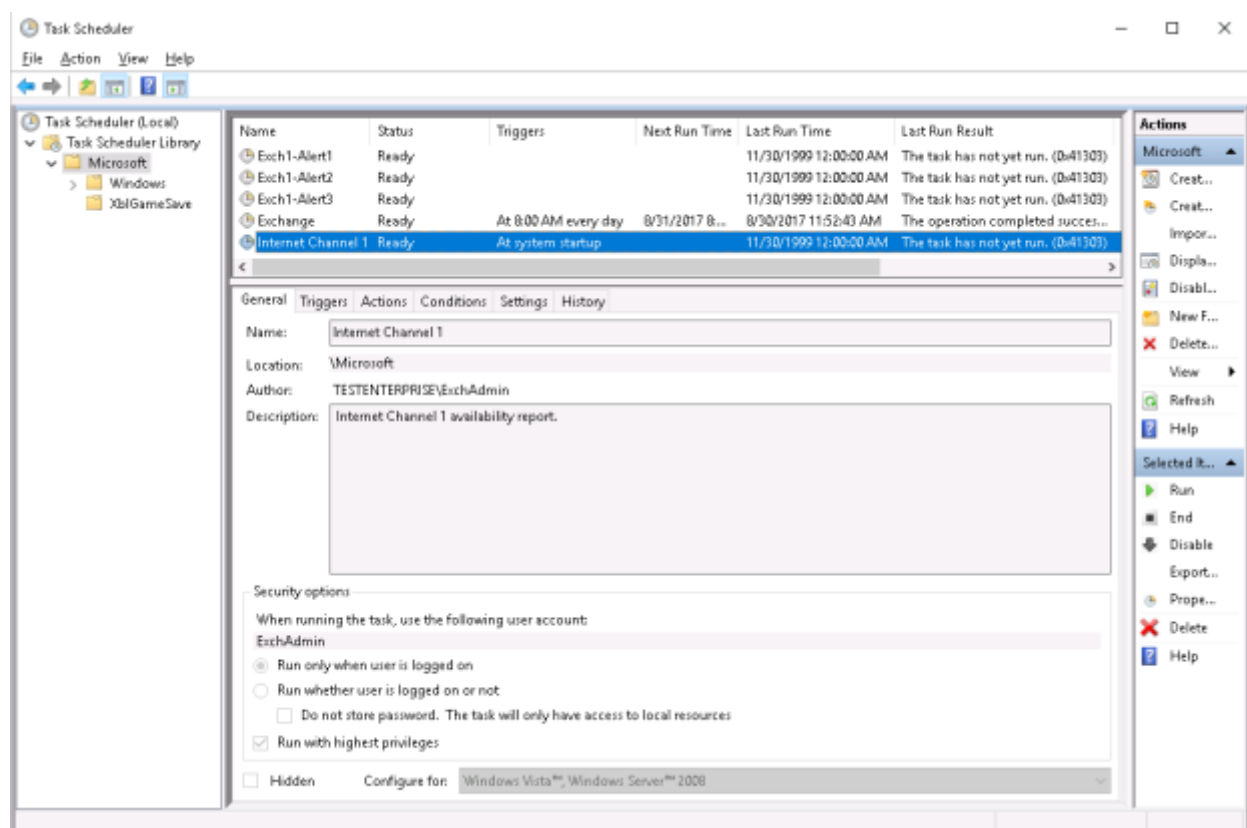 Task Scheduler
File Action View Help
Task Scheduler (Local)
Task Scheduler Library
Microsoft
Windows
XblGameSave
Name Status Triggers Next Run Time Last Run Time Last Run Result
Exch1-Alert1 Ready 11/30/1999 12:00:00 AM The task has not yet run. (0x41303)
Exch1-Alert2 Ready 11/30/1999 12:00:00 AM The task has not yet run. (0x41303)
Exch1-Alert3 Ready 11/30/1999 12:00:00 AM The task has not yet run. (0x41303)
Exchange Ready At 8:00 AM every day 8/31/2017 8:... 8/30/2017 11:52:43 AM The operation completed succes...
Internet Channel 1 Ready At system startup 11/30/1999 12:00:00 AM The task has not yet run. (0x41303)
General Triggers Actions Conditions Settings History
Name: Internet Channel 1
Location: \Microsoft
Author: TESTENTERPRISE\ExchAdmin
Description: Internet Channel 1 availability report.
Security options
When running the task, use the following user account:
ExchAdmin
Run only when user is logged on
Run whether user is logged on or not
Do not store password. The task will only have access to local resources
Run with highest privileges
Hidden Configure for: Windows Vista™, Windows Server™ 2008
Actions
Microsoft
Creat...
Creat...
Impor...
Displa...
Disabl...
New F...
Delete...
View
Refresh
Help
Selected It...
Run
End
Disable
Export...
Prope...
Delete
Help